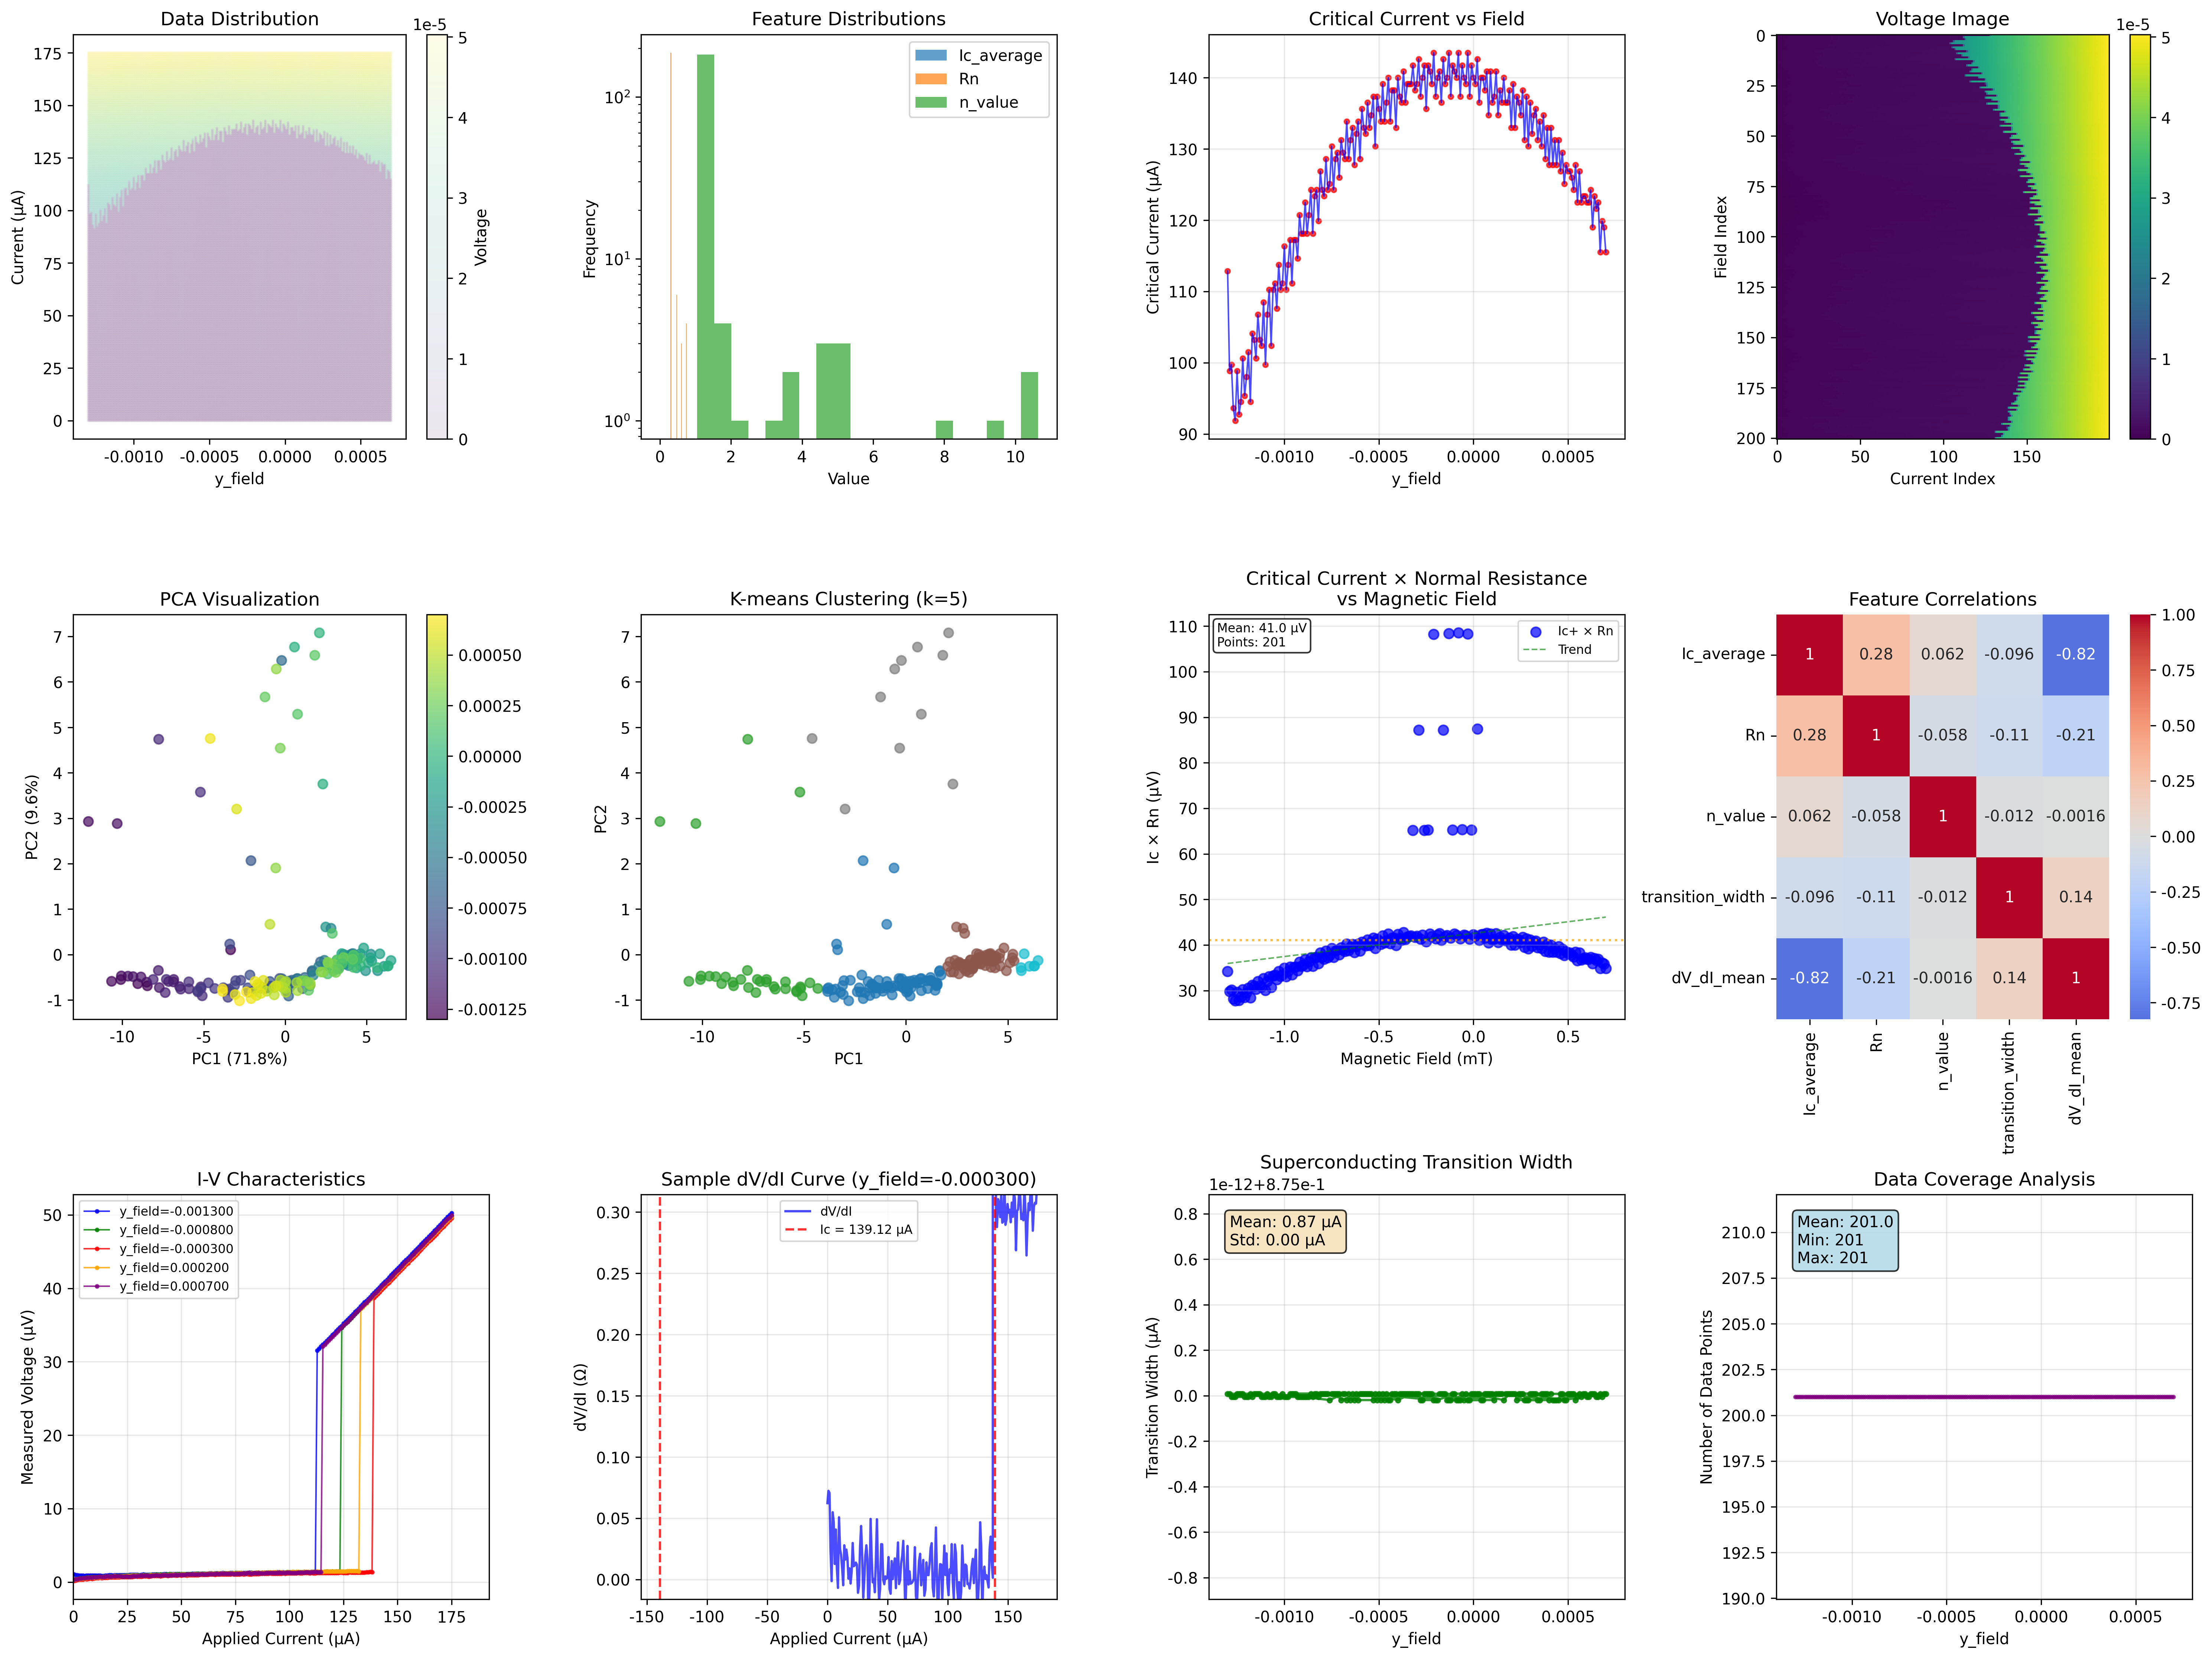 Data Distribution
1e-5
175
150
125
100
75
50
25
0
Current (μA)
-0.0010 -0.0005 0.0000 0.0005
y_field
5
4
3
2
1
0
Voltage
Feature Distributions
Ic_average
Rn
n_value
10²
10¹
10⁰
Frequency
0 2 4 6 8 10
Value
Critical Current vs Field
140
130
120
110
100
90
Critical Current (μA)
-0.0010 -0.0005 0.0000 0.0005
y_field
Voltage Image
1e-5
0
25
50
75
100
125
150
175
200
Field Index
0 50 100 150
Current Index
5
4
3
2
1
0
PCA Visualization
7
6
5
4
3
2
1
0
-1
PC2 (9.6%)
-10 -5 0 5
PC1 (71.8%)
0.00050
0.00025
0.00000
-0.00025
-0.00050
-0.00075
-0.00100
-0.00125
K-means Clustering (k=5)
7
6
5
4
3
2
1
0
-1
PC2
-10 -5 0 5
PC1
Critical Current × Normal Resistance
vs Magnetic Field
Mean: 41.0 μV
Points: 201
Ic+ × Rn
Trend
110
100
90
80
70
60
50
40
30
Ic × Rn (μV)
-1.0 -0.5 0.0 0.5
Magnetic Field (mT)
Feature Correlations
Ic_average 1 0.28 0.062 -0.096 -0.82
Rn 0.28 1 -0.058 -0.11 -0.21
n_value 0.062 -0.058 1 -0.012 -0.0016
transition_width -0.096 -0.11 -0.012 1 0.14
dV_dI_mean -0.82 -0.21 -0.0016 0.14 1
Ic_average Rn n_value transition_width dV_dI_mean
1.00
0.75
0.50
0.25
0.00
-0.25
-0.50
-0.75
I-V Characteristics
y_field=-0.001300
y_field=-0.000800
y_field=-0.000300
y_field=0.000200
y_field=0.000700
50
40
30
20
10
0
Measured Voltage (μV)
0 25 50 75 100 125 150 175
Applied Current (μA)
Sample dV/dI Curve (y_field=-0.000300)
dV/dI
Ic = 139.12 μA
0.30
0.25
0.20
0.15
0.10
0.05
0.00
dV/dI (Ω)
-150 -100 -50 0 50 100 150
Applied Current (μA)
Superconducting Transition Width
1e-12+8.75e-1
Mean: 0.87 μA
Std: 0.00 μA
0.8
0.6
0.4
0.2
0.0
-0.2
-0.4
-0.6
-0.8
Transition Width (μA)
-0.0010 -0.0005 0.0000 0.0005
y_field
Data Coverage Analysis
Mean: 201.0
Min: 201
Max: 201
210.0
207.5
205.0
202.5
200.0
197.5
195.0
192.5
190.0
Number of Data Points
-0.0010 -0.0005 0.0000 0.0005
y_field